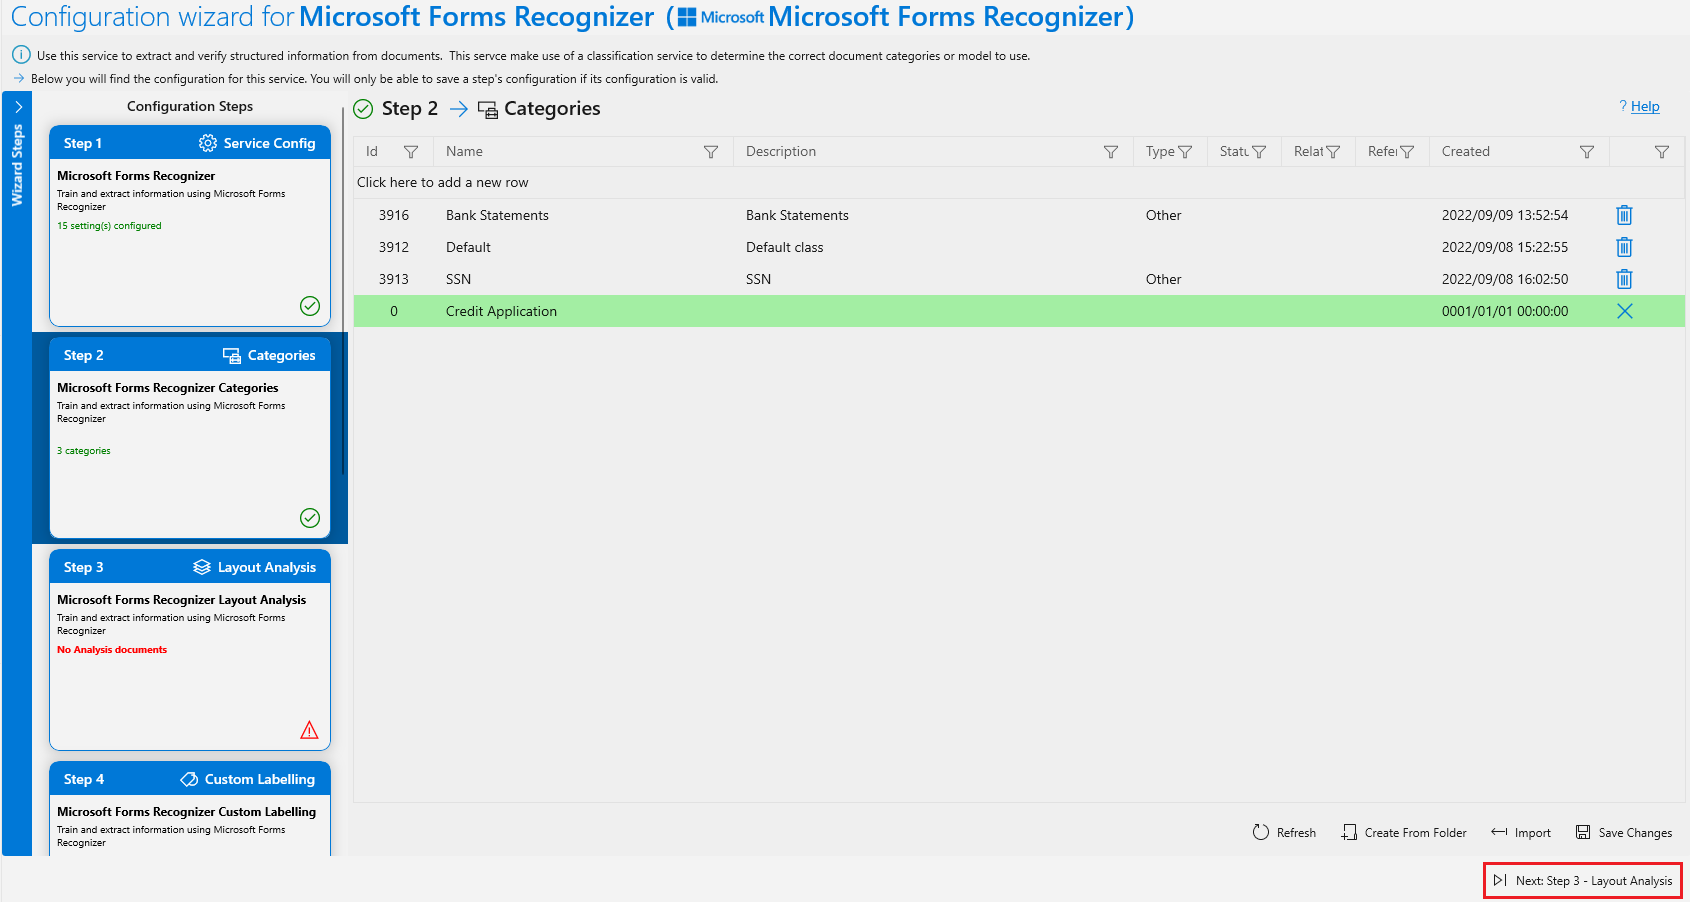 Configuration wizard for Microsoft Forms Recognizer (Microsoft Microsoft Forms Recognizer)
i Use this service to extract and verify structured information from documents. This servce make use of a classification service to determine the correct document categories or model to use.
Below you will find the configuration for this service. You will only be able to save a step's configuration if its configuration is valid.
Wizard Steps
Configuration Steps
Step 1 Service Config
Microsoft Forms Recognizer
Train and extract information using Microsoft Forms
Recognizer
15 setting(s) configured
Step 2 Categories
Microsoft Forms Recognizer Categories
Train and extract information using Microsoft Forms
Recognizer
3 categories
Step 3 Layout Analysis
Microsoft Forms Recognizer Layout Analysis
Train and extract information using Microsoft Forms
Recognizer
No Analysis documents
Step 4 Custom Labelling
Microsoft Forms Recognizer Custom Labelling
Train and extract information using Microsoft Forms
Recognizer
Step 2 → Categories
? Help
Id Name Description Type Statu Relat Refer Created
Click here to add a new row
3916 Bank Statements Bank Statements Other 2022/09/09 13:52:54
3912 Default Default class 2022/09/08 15:22:55
3913 SSN SSN Other 2022/09/08 16:02:50
0 Credit Application 0001/01/01 00:00:00
Refresh Create From Folder Import Save Changes
Next: Step 3 - Layout Analysis